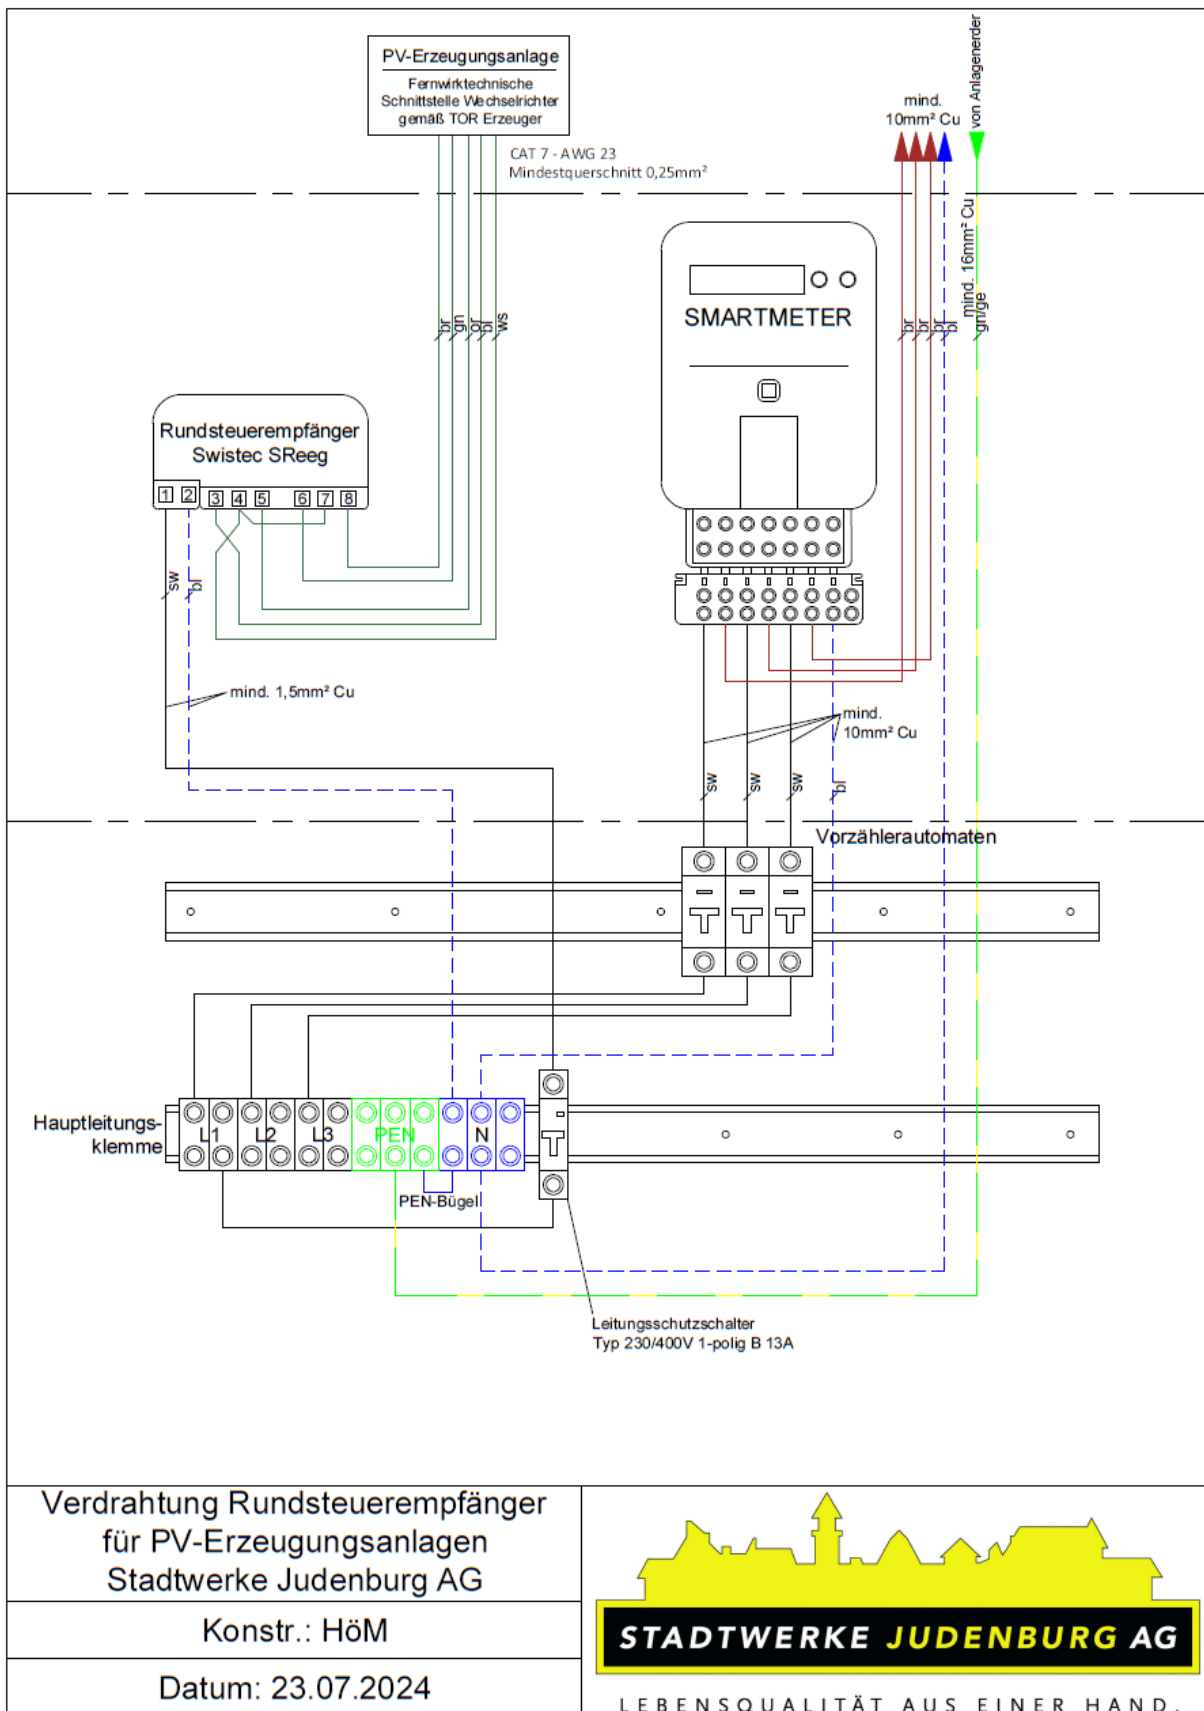 PV-Erzeugungsanlage
Fernwirktechnische
Schnittstelle Wechselrichter
gemäß TOR Erzeuger
CAT 7 - AWG 23
Mindestquerschnitt 0,25mm²
mind.
10mm² Cu
von Anlagenerder
mind. 16mm² Cu
gn/ge
br
gn
or
bl
ws
br
br
br
bl
SMARTMETER
Rundsteuerempfänger
Swistec SReeg
1 2 3 4 5 6 7 8
sw
bl
mind. 1,5mm² Cu
mind.
10mm² Cu
sw
sw
sw
bl
Vorzählerautomaten
Hauptleitungs-
klemme
L1 L2 L3 PEN N
PEN-Bügel
Leitungsschutzschalter
Typ 230/400V 1-polig B 13A
Verdrahtung Rundsteuerempfänger
für PV-Erzeugungsanlagen
Stadtwerke Judenburg AG
Konstr.: HöM
Datum: 23.07.2024
STADTWERKE JUDENBURG AG
LEBENSQUALITÄT AUS EINER HAND.